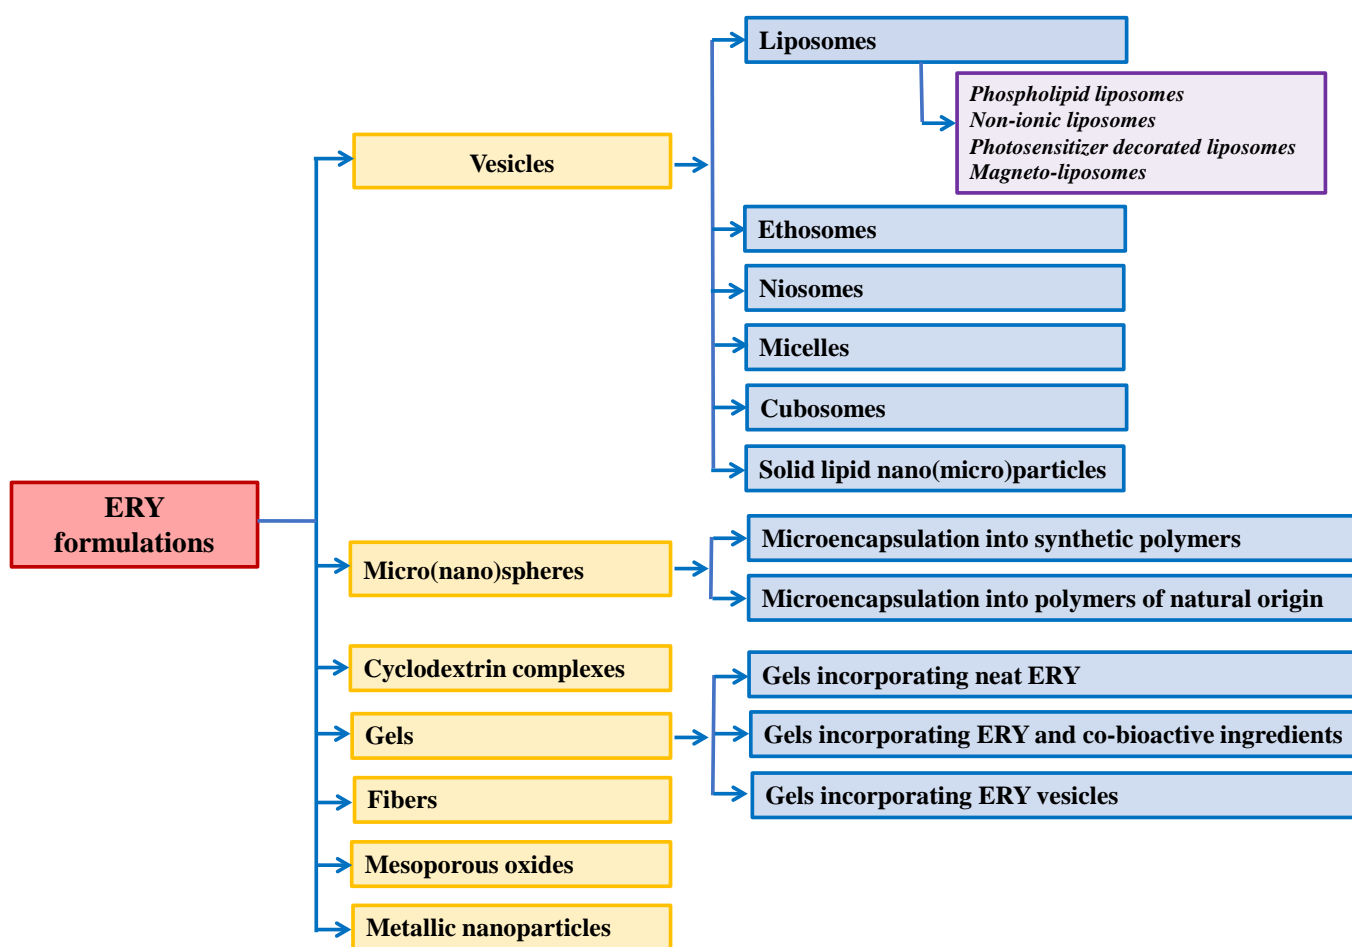 ERY
formulations
Vesicles
Liposomes
Phospholipid liposomes
Non-ionic liposomes
Photosensitizer decorated liposomes
Magneto-liposomes
Ethosomes
Niosomes
Micelles
Cubosomes
Solid lipid nano(micro)particles
Micro(nano)spheres
Microencapsulation into synthetic polymers
Microencapsulation into polymers of natural origin
Cyclodextrin complexes
Gels
Gels incorporating neat ERY
Gels incorporating ERY and co-bioactive ingredients
Gels incorporating ERY vesicles
Fibers
Mesoporous oxides
Metallic nanoparticles